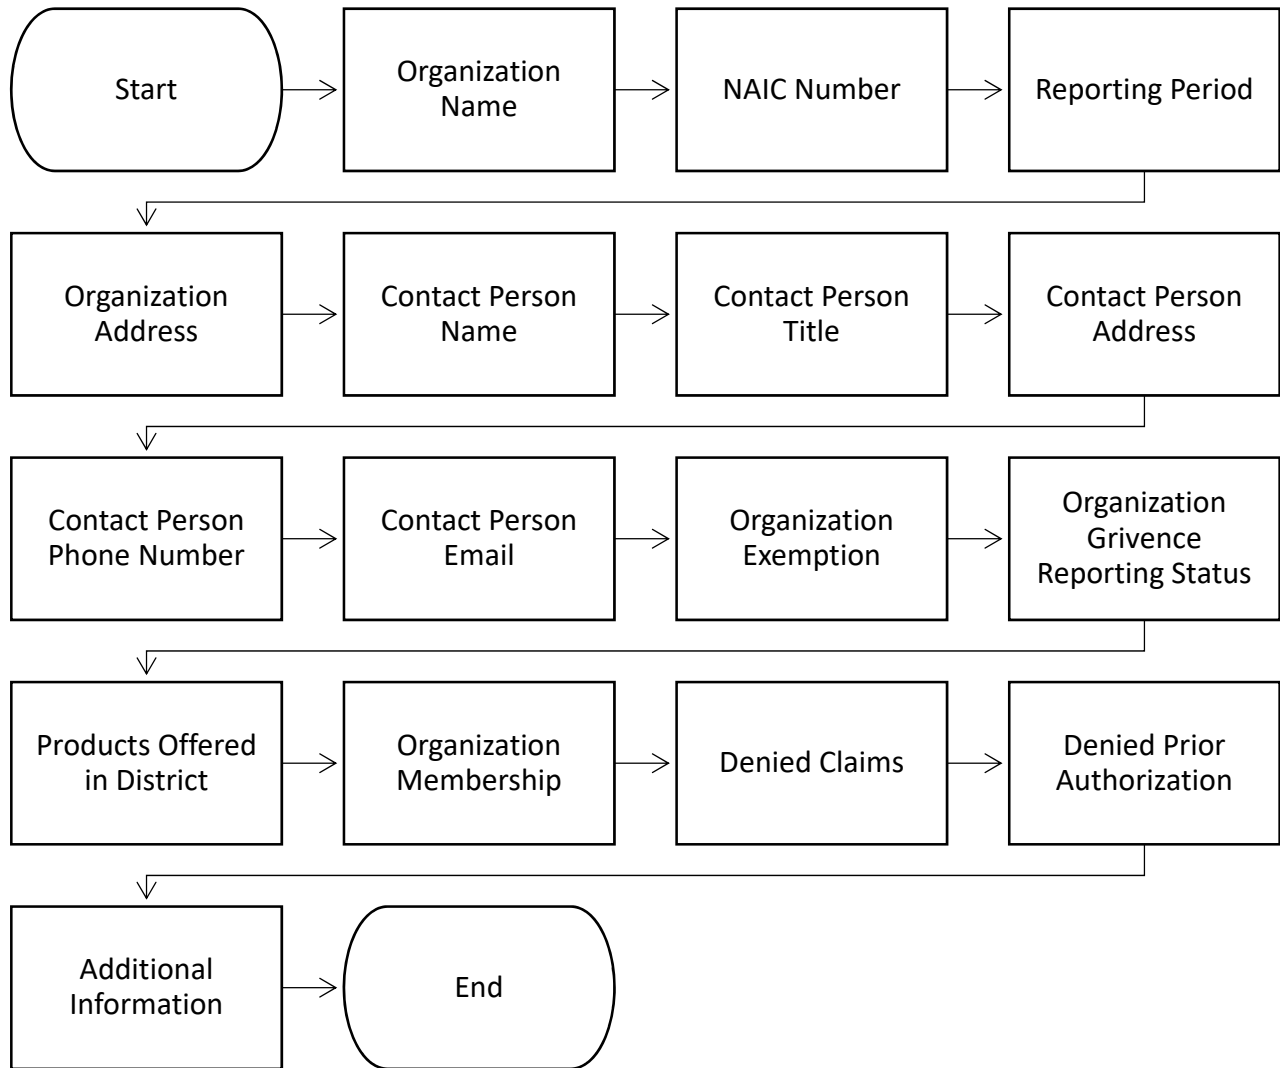 Start
Organization
Name
NAIC Number
Reporting Period
Organization
Address
Contact Person
Name
Contact Person
Title
Contact Person
Address
Contact Person
Phone Number
Contact Person
Email
Organization
Exemption
Organization
Grivence
Reporting Status
Products Offered
in District
Organization
Membership
Denied Claims
Denied Prior
Authorization
Additional
Information
End